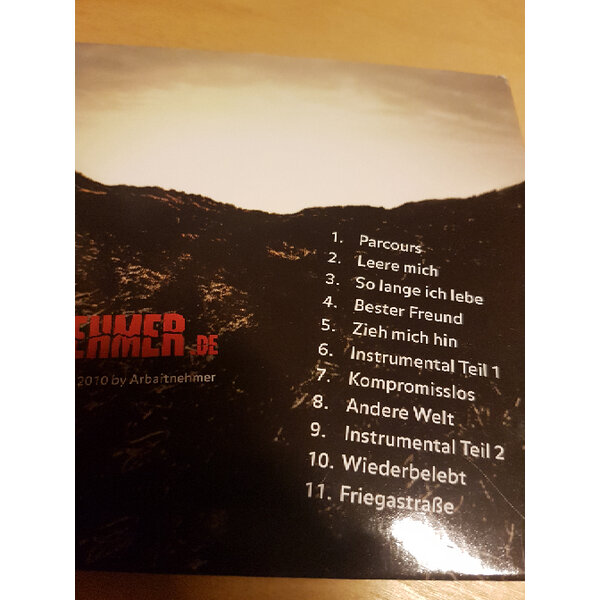 1. Parcours
2. Leere mich
3. So lange ich lebe
4. Bester Freund
5. Zieh mich hin
6. Instrumental Teil 1
7. Kompromisslos
8. Andere Welt
9. Instrumental Teil 2
10. Wiederbelebt
11. Friegastraße
EHMER.DE
2010 by Arbaitnehmer